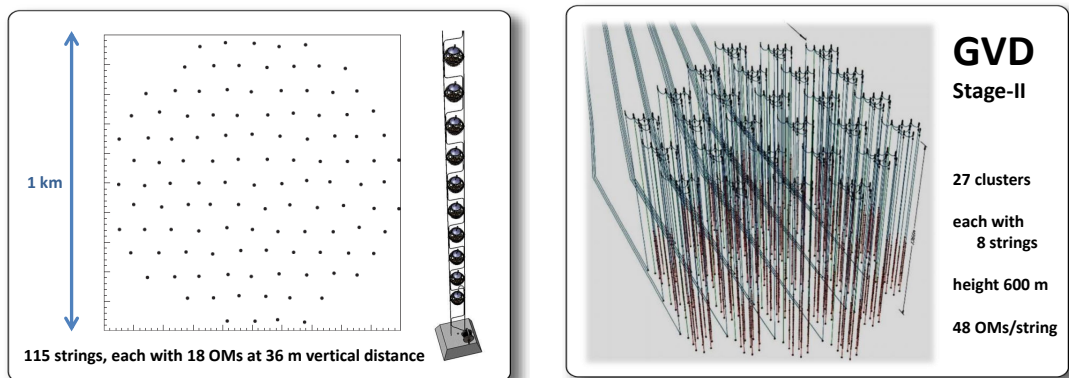 1 km
115 strings, each with 18 OMs at 36 m vertical distance
GVD
Stage-II
27 clusters
each with
8 strings
height 600 m
48 OMs/string